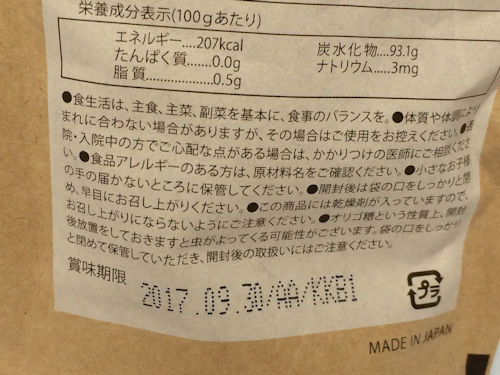 栄養成分表示(100gあたり)
エネルギー....207kcal
たんぱく質.......0.0g
脂質..................0.5g
炭水化物....93.1g
ナトリウム.....3mg
●食生活は、主食、主菜、副菜を基本に、食事のバランスを。●体質や体調により
まれに合わない場合がありますが、その場合はご使用をお控えください。●通
院・入院中の方でご心配な点がある場合は、かかりつけの医師にご相談くださ
い。●食品アレルギーのある方は、原材料名をご確認ください。●小さなお子様
の手の届かないところに保管してください。●開封後は袋の口をしっかりと閉
め、早目にお召し上がりください。●この商品には乾燥剤が入っていますので、
お召し上がりにならないようにご注意ください。●オリゴ糖という性質上、開封
後放置をしておきますと虫がよってくる可能性がございます。袋の口をしっかり
と閉めて保管していただき、開封後の取扱いにはご注意ください。
賞味期限
2017.09.30/AA/KKB1
プラ
MADE IN JAPAN